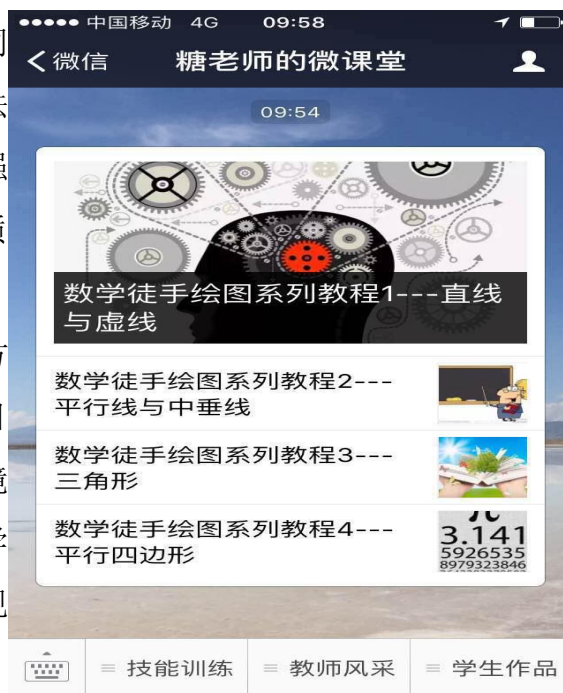 中国移动 4G 09:58
微信 糖老师的微课堂
09:54
数学徒手绘图系列教程1---直线
与虚线
数学徒手绘图系列教程2---
平行线与中垂线
数学徒手绘图系列教程3---
三角形
数学徒手绘图系列教程4---
平行四边形
3.141
5926535
8979323846
技能训练 教师风采 学生作品